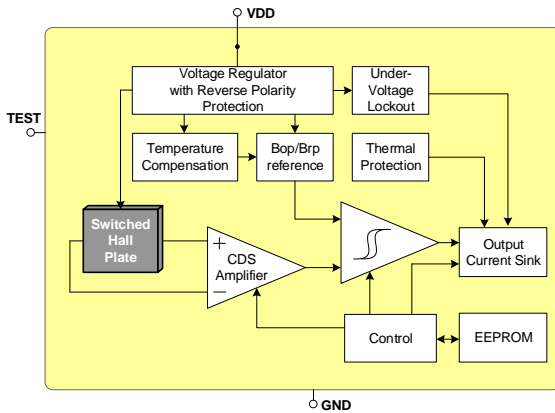 VDD
Voltage Regulator
with Reverse Polarity
Protection
Under-
Voltage
Lockout
TEST
Temperature
Compensation
Bop/Brp
reference
Thermal
Protection
Switched
Hall
Plate
+
−
CDS
Amplifier
Output
Current Sink
Control
EEPROM
GND